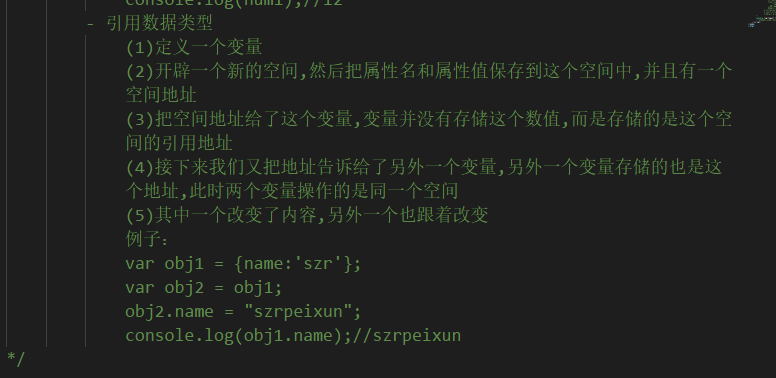 console.log(num1);//12
- 引用数据类型
(1)定义一个变量
(2)开辟一个新的空间,然后把属性名和属性值保存到这个空间中,并且有一个
空间地址
(3)把空间地址给了这个变量,变量并没有存储这个数值,而是存储的是这个空
间的引用地址
(4)接下来我们又把地址告诉给了另外一个变量,另外一个变量存储的也是这
个地址,此时两个变量操作的是同一个空间
(5)其中一个改变了内容,另外一个也跟着改变
例子:
var obj1 = {name:'szr'};
var obj2 = obj1;
obj2.name = "szrpeixun";
console.log(obj1.name);//szrpeixun
*/